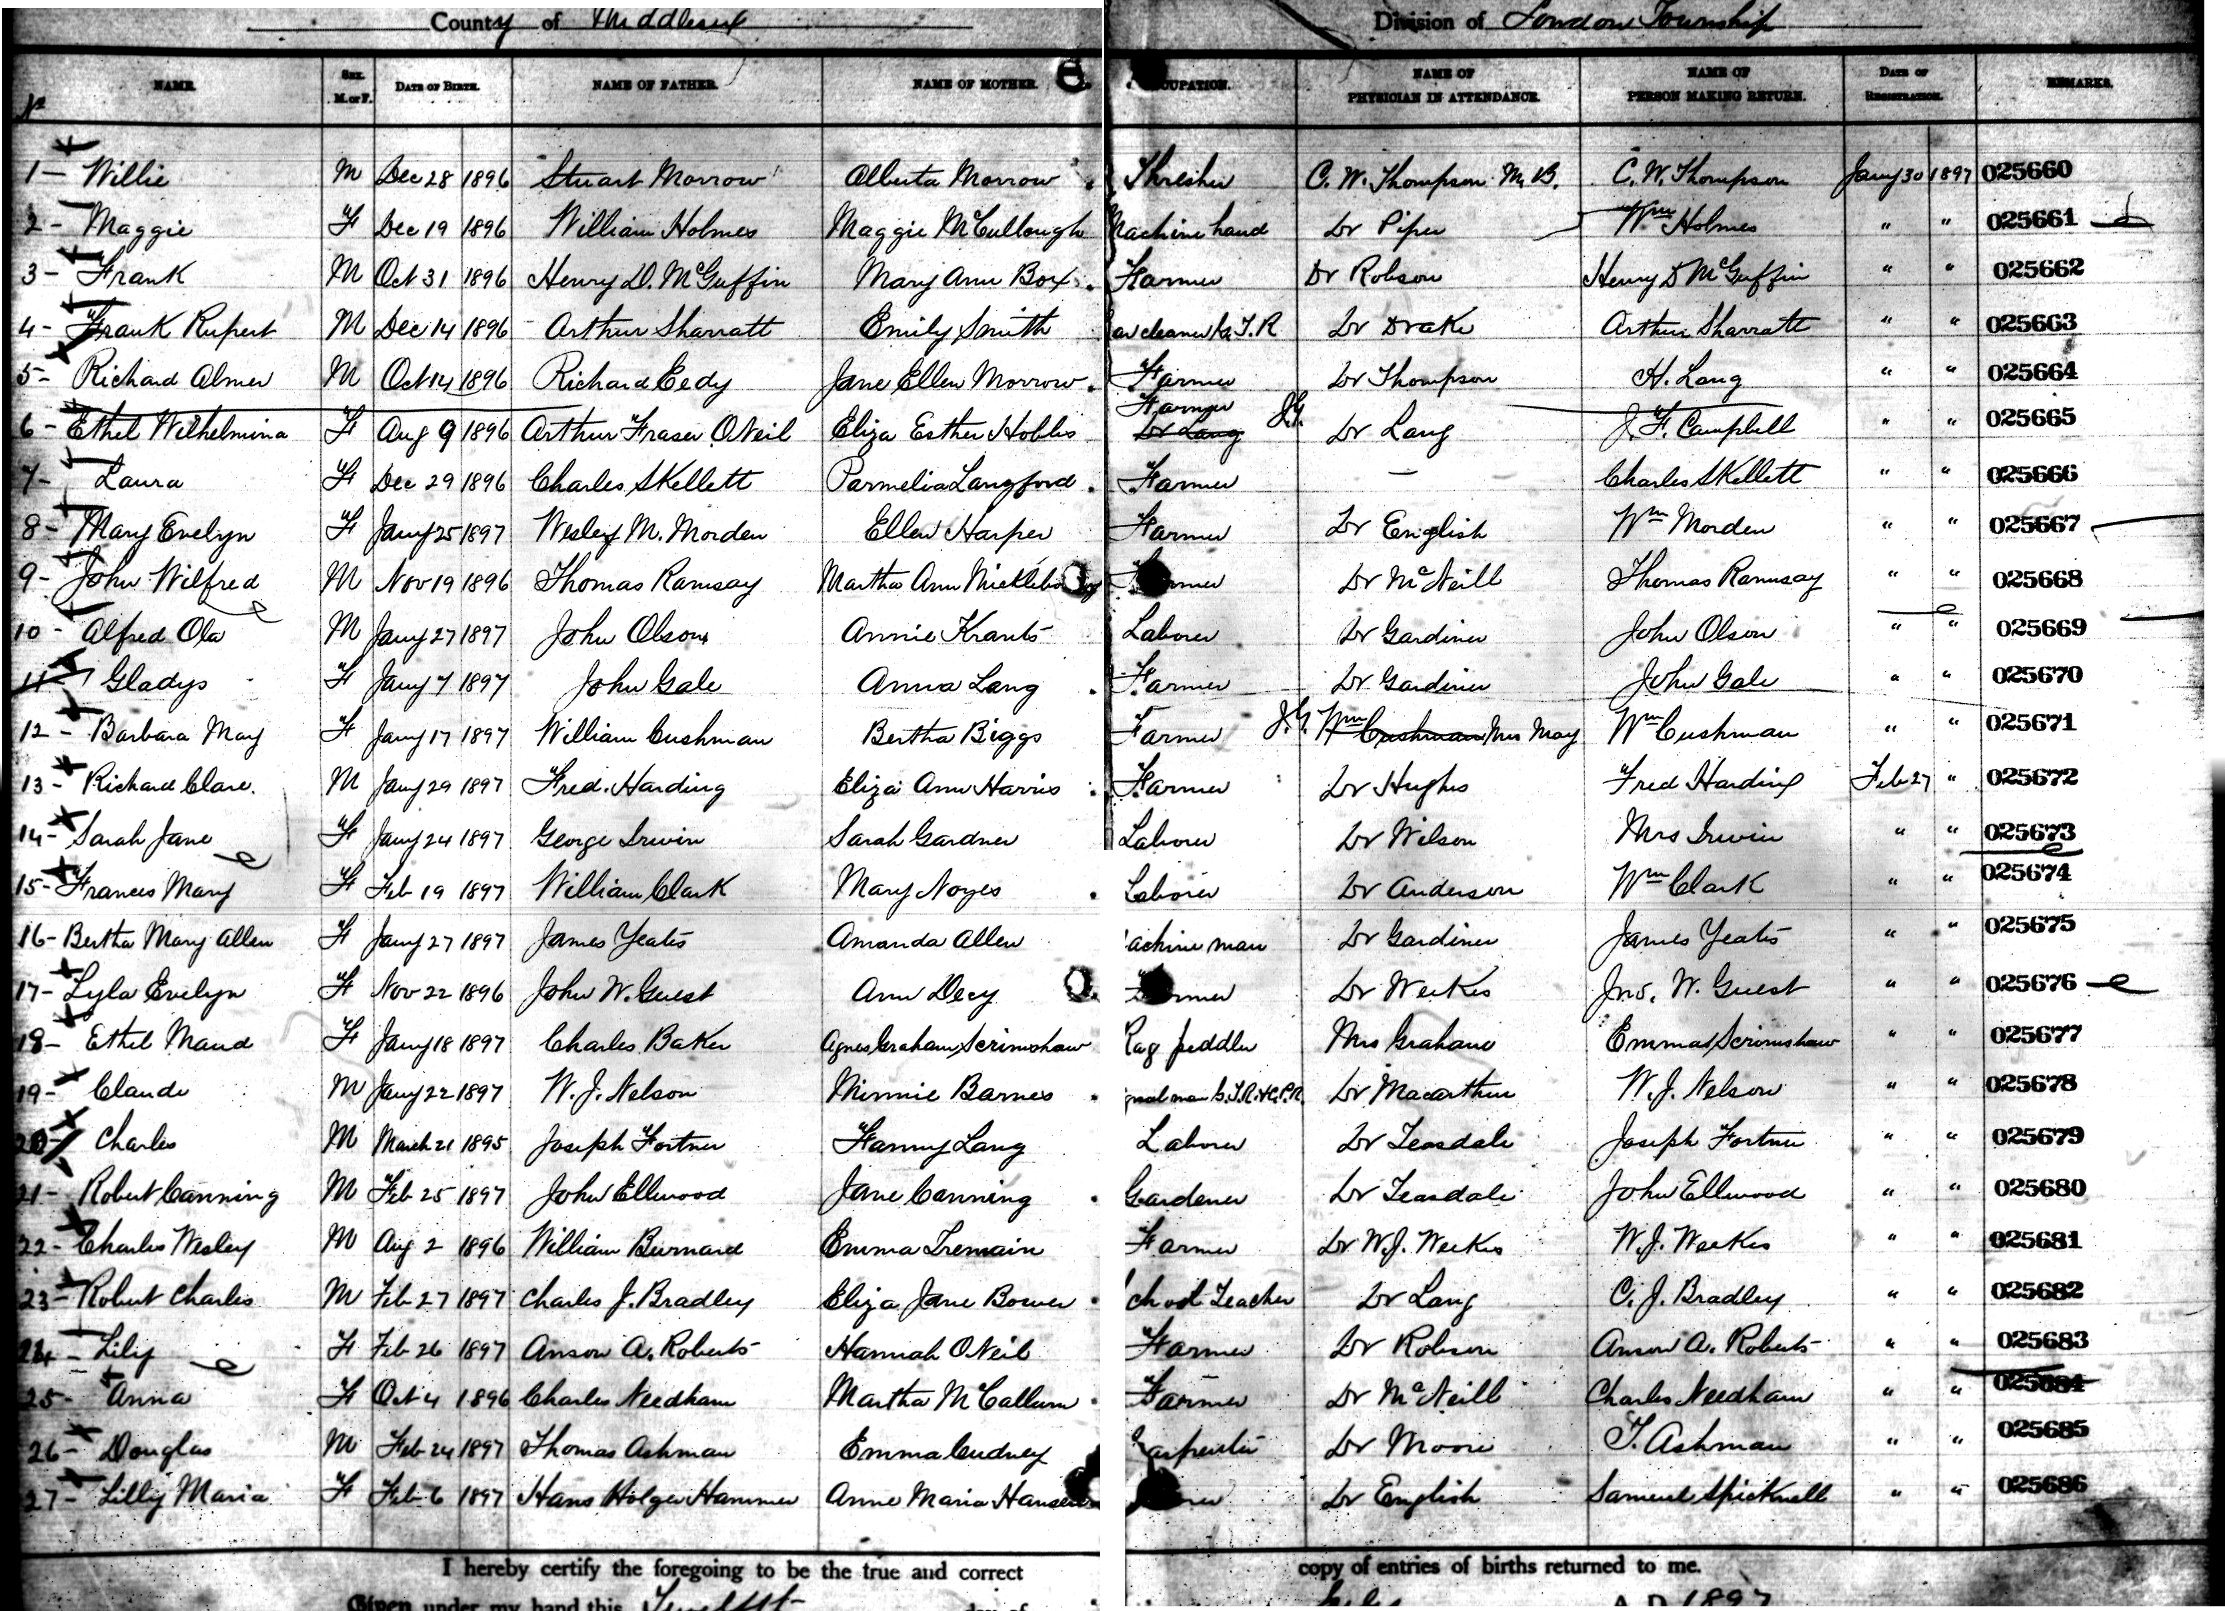 County of Middlesex Division of London Township
NAME. SEX. M. or F. DATE OF BIRTH. NAME OF FATHER. NAME OF MOTHER. CUPATION. NAME OF PHYSICIAN IN ATTENDANCE. NAME OF PERSON MAKING RETURN. DATE OF REGISTRATION. REMARKS.
1 - Willie M Dec 28 1896 Stuart Morrow Alberta Morrow Thresher C. W. Thompson M.B. C. W. Thompson Jany 30 1897 025660
2 - Maggie F Dec 19 1896 William Holmes Maggie McCullough Machine hand Dr Piper Wm Holmes " " 025661
3 - Frank M Oct 31 1896 Henry D. McGuffin Mary Ann Box Farmer Dr Robson Henry D McGuffin " " 025662
4 - Frank Rupert M Dec 14 1896 Arthur Sharratt Emily Smith ar cleaner G.T.R Dr Drake Arthur Sharratt " " 025663
5 - Richard Almer M Oct 14 1896 Richard Eedy Jane Ellen Morrow Farmer Dr Thompson H. Lang " " 025664
6 - Ethel Wilhelmina F Aug 9 1896 Arthur Fraser ONeil Eliza Esther Hobbs Farmer Dr Lang J.G. Dr Lang J. F. Campbell " " 025665
7 - Laura F Dec 29 1896 Charles Skellett Parmelia Langford Farmer — Charles Skellett " " 025666
8 - Mary Evelyn F Jany 25 1897 Wesley M. Morden Ellen Harper Farmer Dr English Wm Morden " " 025667
9 - John Wilfred M Nov 19 1896 Thomas Ramsay Martha Ann Farmer Dr McNeill Thomas Ramsay " " 025668
10 - Alfred Ola M Jany 27 1897 John Olson Annie Krants Laborer Dr Gardiner John Olson " " 025669
11 - Gladys F Jany 7 1897 John Gale Anna Lang Farmer Dr Gardiner John Gale " " 025670
12 - Barbara May F Jany 17 1897 William Cushman Bertha Biggs Farmer J.G. Wm Cushman Mrs May Wm Cushman " " 025671
13 - Richard Clare. M Jany 29 1897 Fred. Harding Eliza Ann Harris Farmer Dr Hughs Fred Harding Feb 27 " 025672
14 - Sarah Jane F Jany 24 1897 George Irwin Sarah Gardner Laborer Dr Wilson Mrs Irwin " " 025673
15 - Frances Mary F Feb 19 1897 William Clark Mary Noyes Laborer Dr Anderson Wm Clark " " 025674
16 - Bertha Mary Allen F Jany 27 1897 James Yeats Amanda Allen achine man Dr Gardiner James Yeats " " 025675
17 - Lyla Evelyn F Nov 22 1896 John W. Guest Ann Decy Farmer Dr Weekes Jno. W. Guest " " 025676
18 - Ethel Maud F Jany 18 1897 Charles Baker Agnes Graham Scrimshaw Rag peddler Mrs Graham Emma Scrimshaw " " 025677
19 - Claude M Jany 22 1897 W. J. Nelson Minnie Barnes gnal man G.T.R. & C.P.R. Dr Macarthur W. J. Nelson " " 025678
20 - Charles M March 21 1895 Joseph Fortner Fanny Lang Laborer Dr Teasdale Joseph Fortner " " 025679
21 - Robert Canning M Feb 25 1897 John Ellwood Jane Canning Gardener Dr Teasdale John Ellwood " " 025680
22 - Charles Wesley M Aug 2 1896 William Burnard Emma Tremain Farmer Dr W.J. Weekes W.J. Weekes " " 025681
23 - Robert Charles M Feb 27 1897 Charles J. Bradley Eliza Jane Bower chool Teacher Dr Lang C. J. Bradley " " 025682
24 - Lily F Feb 26 1897 Anson A. Roberts Hannah ONeil Farmer Dr Robson Anson A. Roberts " " 025683
25 - Anna F Oct 4 1896 Charles Needham Martha McCallum Farmer Dr McNeill Charles Needham " " 025684
26 - Douglas M Feb 24 1897 Thomas Ashman Emma Cudney Carpenter Dr Moore T. Ashman " " 025685
27 - Lilly Maria F Feb 6 1897 Hans Holger Hammer Anne Maria Hansen Dr English Samuel Spicknell " " 025686
I hereby certify the foregoing to be the true and correct copy of entries of births returned to me.
Given under my hand this day of A.D. 1897